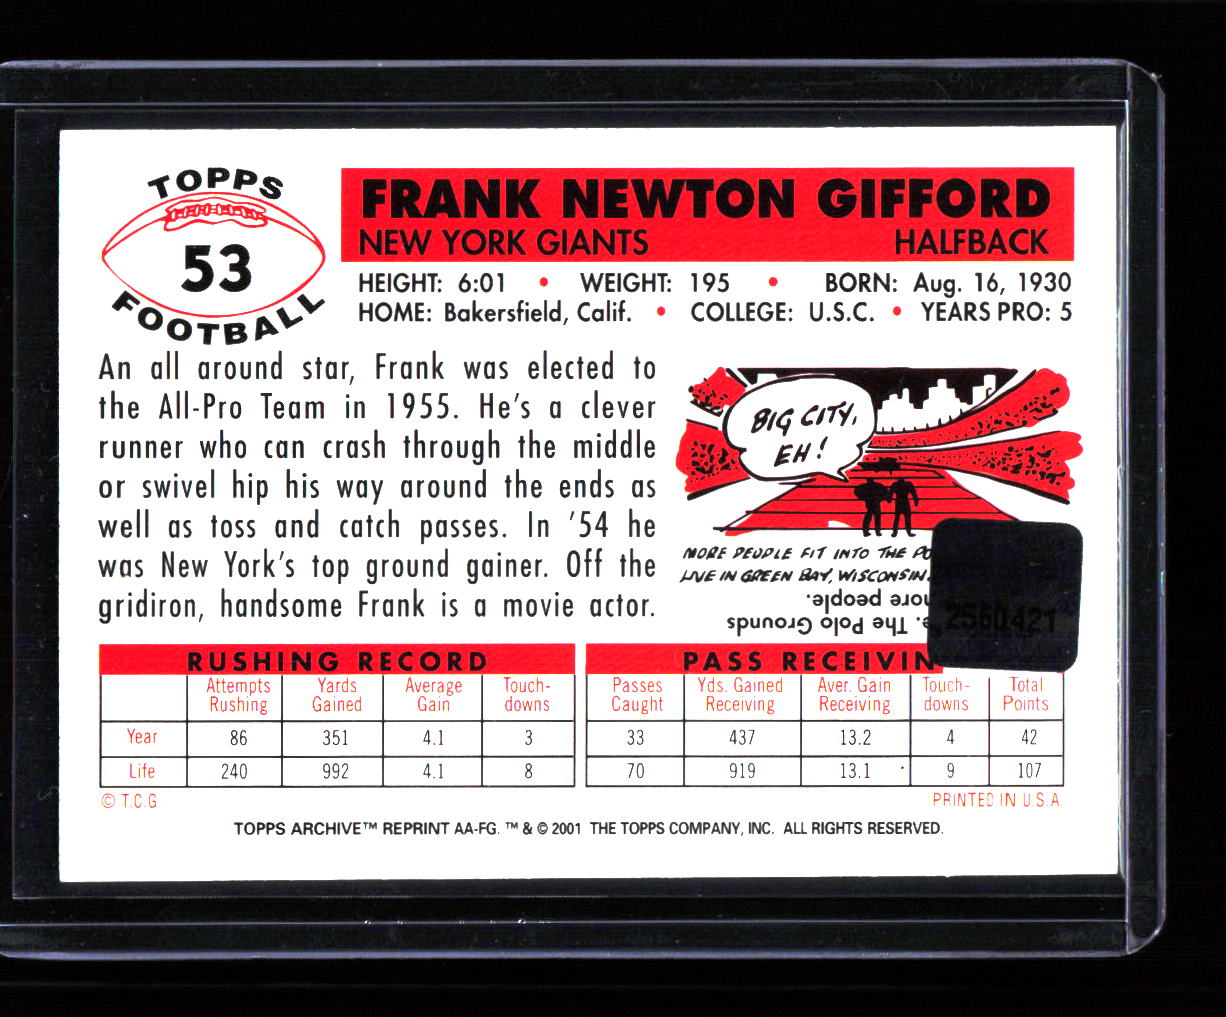 TOPPS
53
FOOTBALL
FRANK NEWTON GIFFORD
NEW YORK GIANTS HALFBACK
HEIGHT: 6:01 • WEIGHT: 195 • BORN: Aug. 16, 1930
HOME: Bakersfield, Calif. • COLLEGE: U.S.C. • YEARS PRO: 5
An all around star, Frank was elected to
the All-Pro Team in 1955. He's a clever
runner who can crash through the middle
or swivel hip his way around the ends as
well as toss and catch passes. In '54 he
was New York's top ground gainer. Off the
gridiron, handsome Frank is a movie actor.
BIG CITY,
EH!
MORE PEOPLE FIT INTO THE PO
LIVE IN GREEN BAY, WISCONSIN.
e. The Polo Grounds
more people.
2560421
RUSHING RECORD
Attempts Rushing Yards Gained Average Gain Touch-downs
Year 86 351 4.1 3
Life 240 992 4.1 8
PASS RECEIVIN
Passes Caught Yds. Gained Receiving Aver. Gain Receiving Touch-downs Total Points
33 437 13.2 4 42
70 919 13.1 9 107
© T.C.G PRINTED IN U.S.A
TOPPS ARCHIVE™ REPRINT AA-FG. ™ & © 2001 THE TOPPS COMPANY, INC. ALL RIGHTS RESERVED.